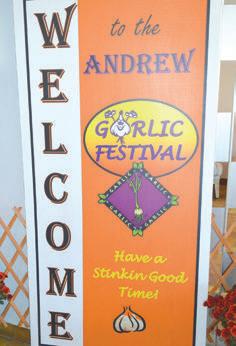 WELCOME
to the
ANDREW
GARLIC
FESTIVAL
Have a
Stinkin Good
Time!